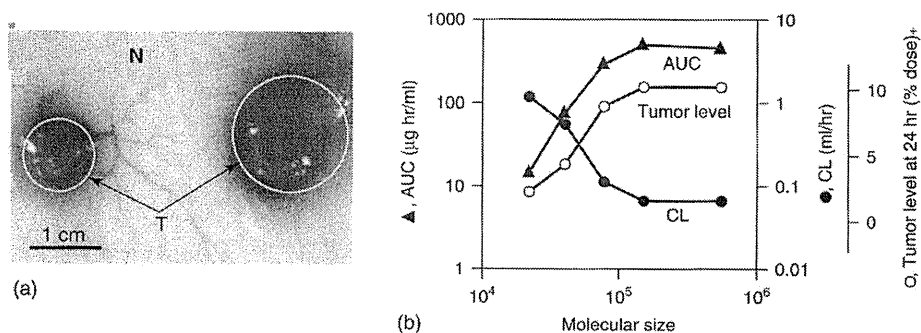 N
T
1 cm
(a)
1000
100
10
1
▲, AUC (µg hr/ml)
AUC
Tumor level
CL
10⁴
10⁵
10⁶
Molecular size
10
1
0.1
0.01
●, CL (ml/hr)
10
5
0
O, Tumor level at 24 hr (% dose)+
(b)